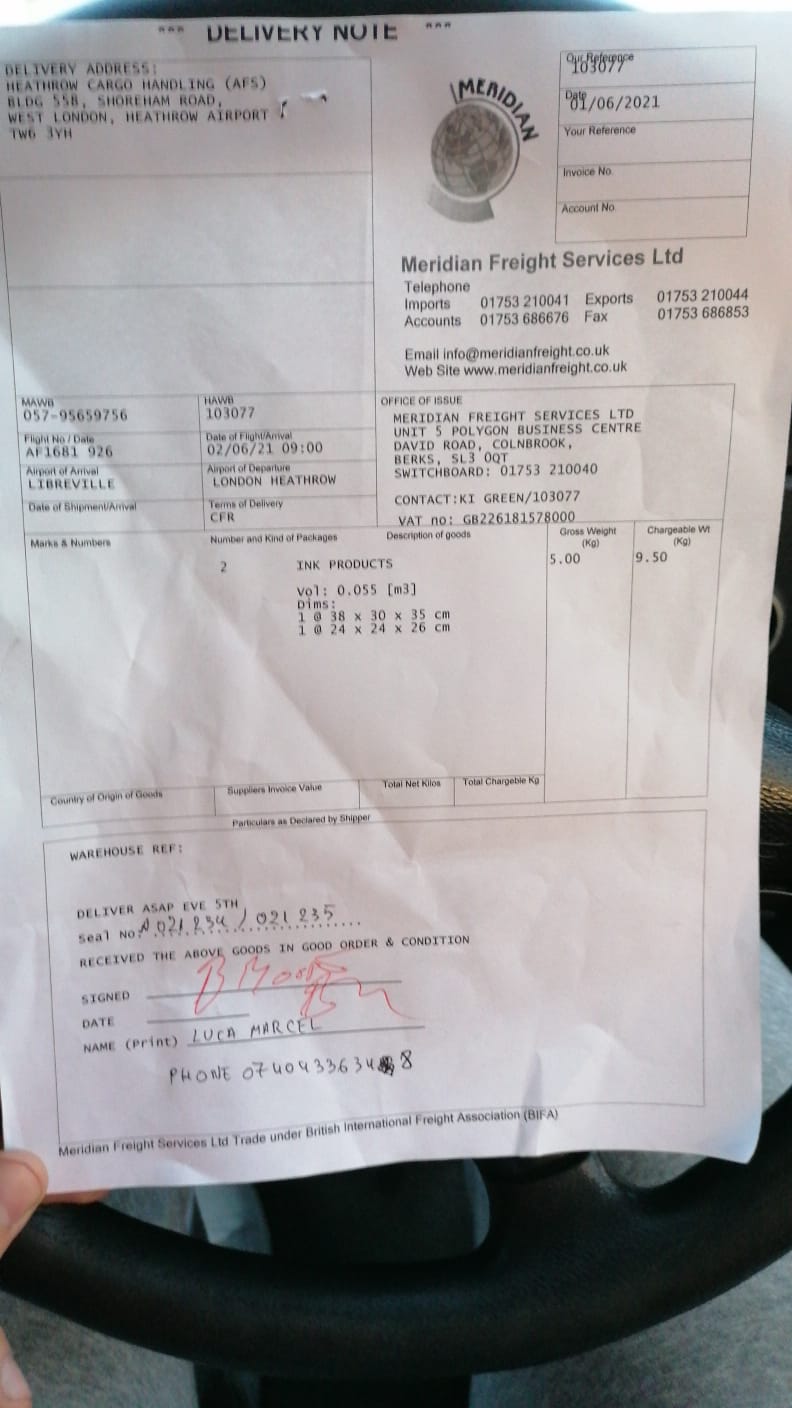 *** DELIVERY NOTE ***
DELIVERY ADDRESS:
HEATHROW CARGO HANDLING (AFS)
BLDG 558, SHOREHAM ROAD,
WEST LONDON, HEATHROW AIRPORT
TW6 3YH
MERIDIAN
Our Reference
103077
Date
01/06/2021
Your Reference
Invoice No.
Account No.
Meridian Freight Services Ltd
Telephone
Imports 01753 210041 Exports 01753 210044
Accounts 01753 686676 Fax 01753 686853
Email info@meridianfreight.co.uk
Web Site www.meridianfreight.co.uk
MAWB HAWB
057-95659756 103077
Flight No / Date Date of Flight/Arrival
AF1681 926 02/06/21 09:00
Airport of Arrival Airport of Departure
LIBREVILLE LONDON HEATHROW
Date of Shipment/Arrival Terms of Delivery
CFR
OFFICE OF ISSUE
MERIDIAN FREIGHT SERVICES LTD
UNIT 5 POLYGON BUSINESS CENTRE
DAVID ROAD, COLNBROOK,
BERKS, SL3 0QT
SWITCHBOARD: 01753 210040
CONTACT:KI GREEN/103077
VAT no: GB226181578000
Marks & Numbers Number and Kind of Packages Description of goods Gross Weight (Kg) Chargeable Wt (Kg)
2 INK PRODUCTS 5.00 9.50
Vol: 0.055 [m3]
Dims:
1 @ 38 x 30 x 35 cm
1 @ 24 x 24 x 26 cm
Country of Origin of Goods Suppliers Invoice Value Total Net Kilos Total Chargeble Kg
Particulars as Declared by Shipper
WAREHOUSE REF:
DELIVER ASAP EVE 5TH
Seal No: A021234 / 021235
RECEIVED THE ABOVE GOODS IN GOOD ORDER & CONDITION
SIGNED
DATE
NAME (Print) LUCA MARCEL
PHONE 0740433634 8
Meridian Freight Services Ltd Trade under British International Freight Association (BIFA)